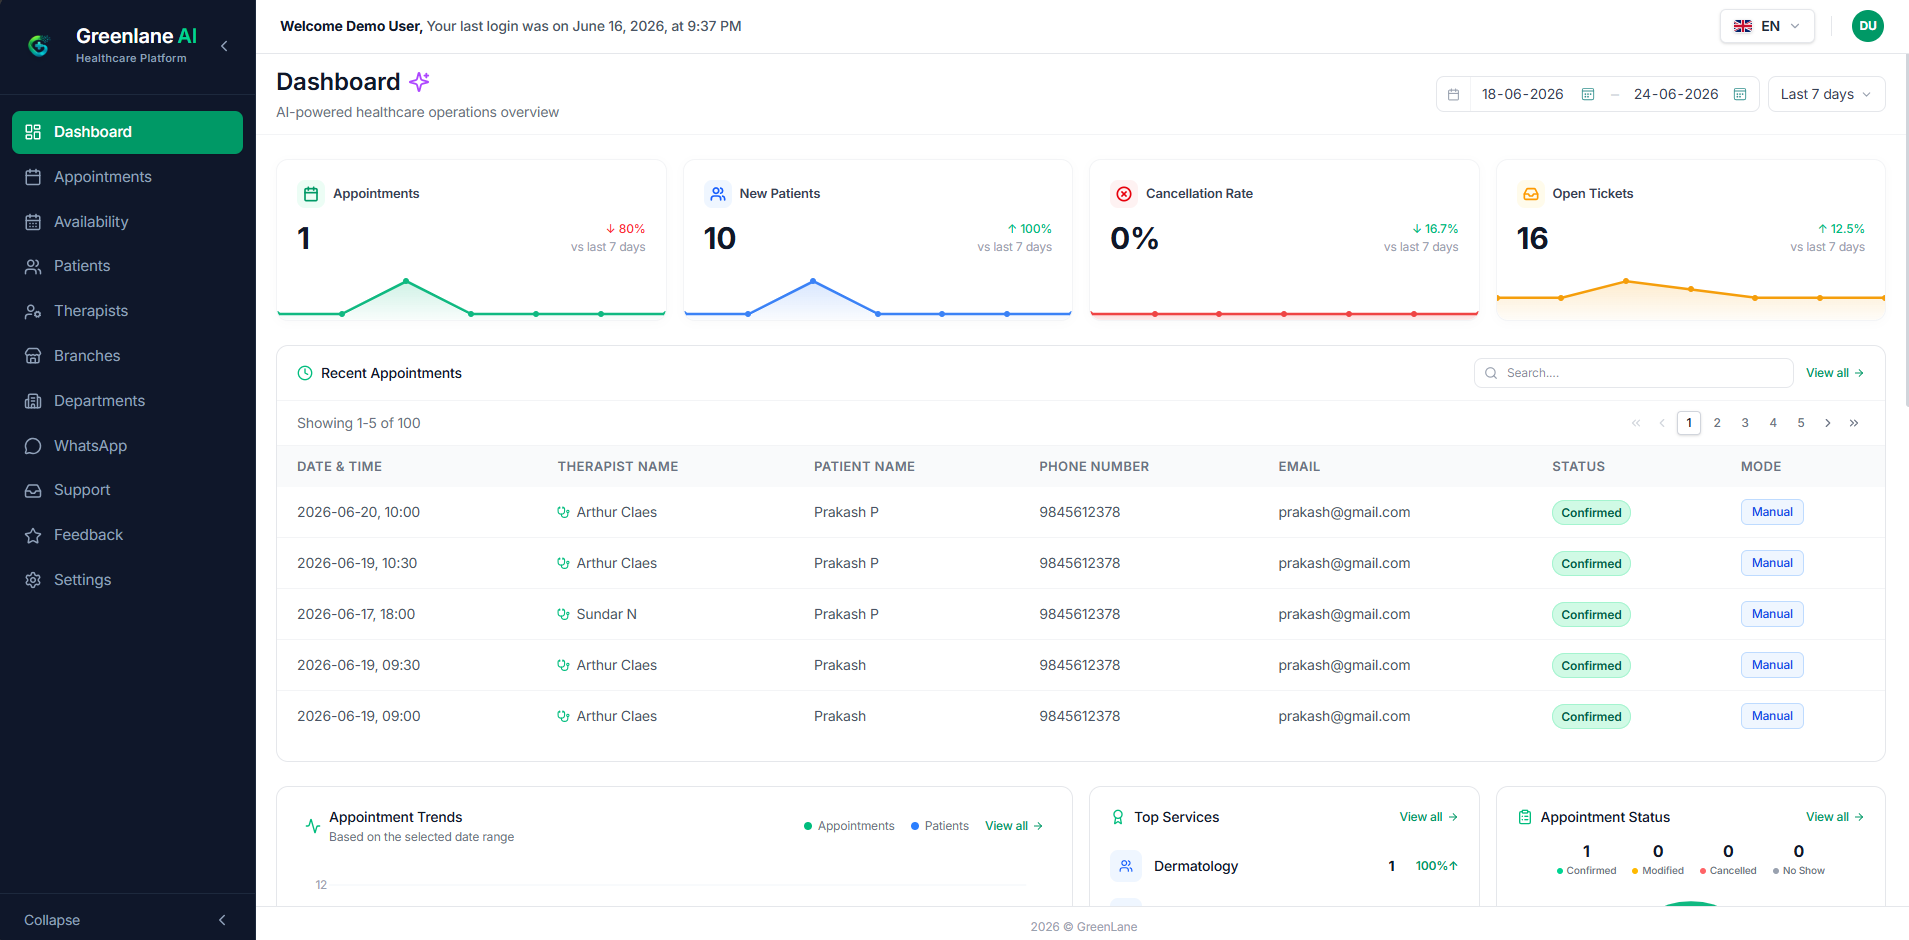 Greenlane AI
Healthcare Platform
Dashboard
Appointments
Availability
Patients
Therapists
Branches
Departments
WhatsApp
Support
Feedback
Settings
Collapse
Welcome Demo User, Your last login was on June 16, 2026, at 9:37 PM
EN
DU
Dashboard
AI-powered healthcare operations overview
18-06-2026 – 24-06-2026
Last 7 days
Appointments
1
↓ 80%
vs last 7 days
New Patients
10
↑ 100%
vs last 7 days
Cancellation Rate
0%
↓ 16.7%
vs last 7 days
Open Tickets
16
↑ 12.5%
vs last 7 days
Recent Appointments
Search....
View all →
Showing 1-5 of 100
« ‹ 1 2 3 4 5 › »
DATE & TIME THERAPIST NAME PATIENT NAME PHONE NUMBER EMAIL STATUS MODE
2026-06-20, 10:00 Arthur Claes Prakash P 9845612378 prakash@gmail.com Confirmed Manual
2026-06-19, 10:30 Arthur Claes Prakash P 9845612378 prakash@gmail.com Confirmed Manual
2026-06-17, 18:00 Sundar N Prakash P 9845612378 prakash@gmail.com Confirmed Manual
2026-06-19, 09:30 Arthur Claes Prakash 9845612378 prakash@gmail.com Confirmed Manual
2026-06-19, 09:00 Arthur Claes Prakash 9845612378 prakash@gmail.com Confirmed Manual
Appointment Trends
Based on the selected date range
Appointments Patients View all →
12
Top Services
View all →
Dermatology 1 100%↑
Appointment Status
View all →
1 0 0 0
Confirmed Modified Cancelled No Show
2026 © GreenLane